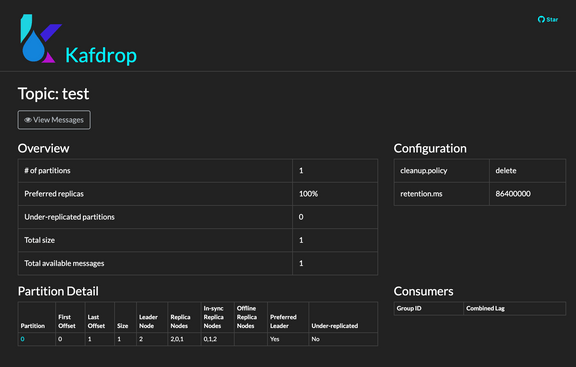 Star
Kafdrop
Topic: test
View Messages
Overview
# of partitions 1
Preferred replicas 100%
Under-replicated partitions 0
Total size 1
Total available messages 1
Configuration
cleanup.policy delete
retention.ms 86400000
Partition Detail
Partition First Offset Last Offset Size Leader Node Replica Nodes In-sync Replica Nodes Offline Replica Nodes Preferred Leader Under-replicated
0 0 1 1 2 2,0,1 0,1,2 Yes No
Consumers
Group ID Combined Lag